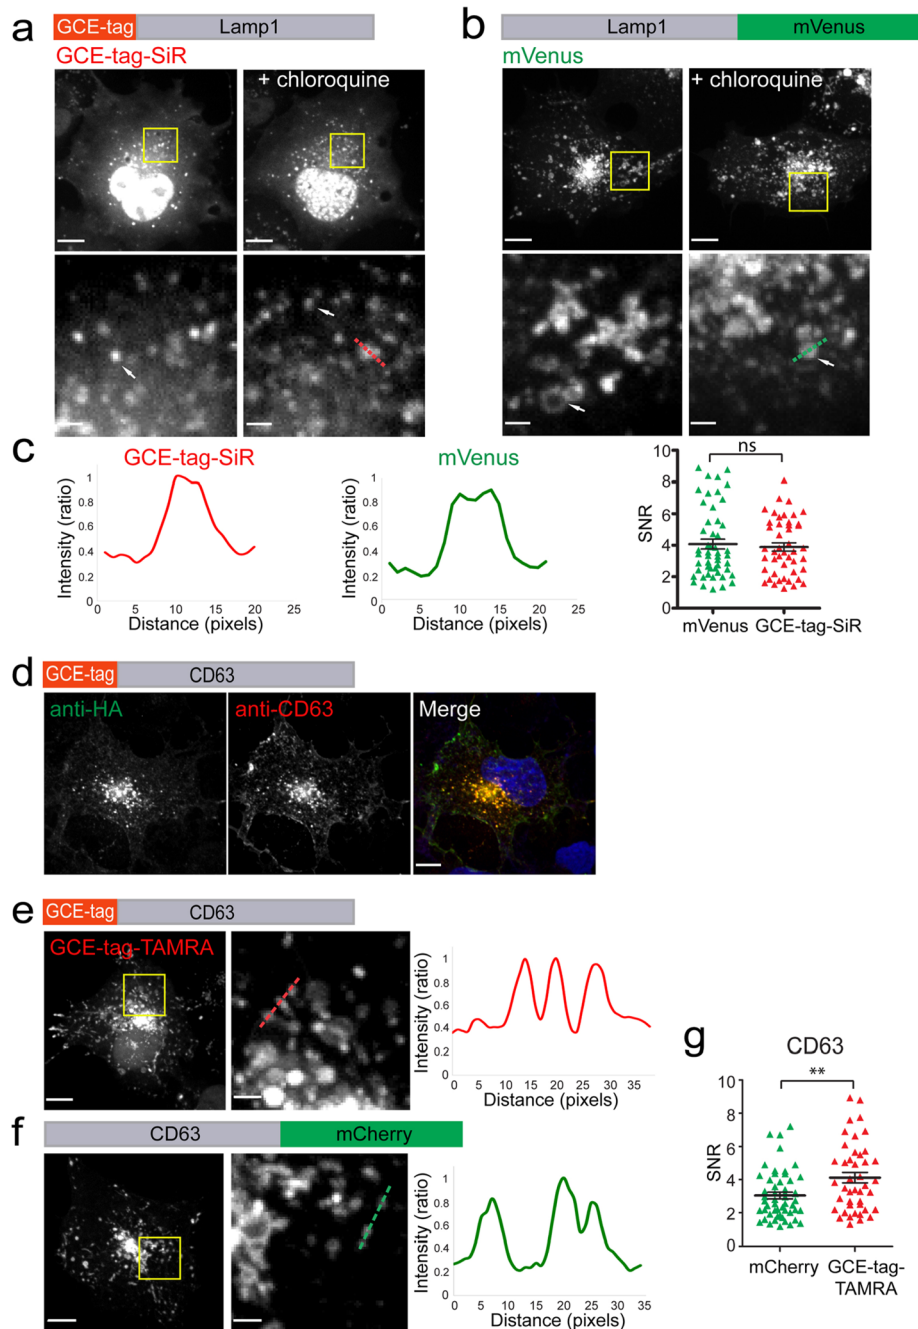 a
GCE-tag Lamp1
GCE-tag-SiR
+ chloroquine
b
Lamp1 mVenus
mVenus
+ chloroquine
c
GCE-tag-SiR
Intensity (ratio)
1
0.8
0.6
0.4
0.2
0
0 5 10 15 20 25
Distance (pixels)
mVenus
Intensity (ratio)
1
0.8
0.6
0.4
0.2
0
0 5 10 15 20 25
Distance (pixels)
ns
SNR
10
8
6
4
2
0
mVenus GCE-tag-SiR
d
GCE-tag CD63
anti-HA
anti-CD63
Merge
e
GCE-tag CD63
GCE-tag-TAMRA
Intensity (ratio)
1
0.8
0.6
0.4
0.2
0
0 5 10 15 20 25 30 35
Distance (pixels)
f
CD63 mCherry
Intensity (ratio)
1
0.8
0.6
0.4
0.2
0
0 5 10 15 20 25 30 35
Distance (pixels)
g
CD63
**
SNR
10
8
6
4
2
0
mCherry GCE-tag-
TAMRA